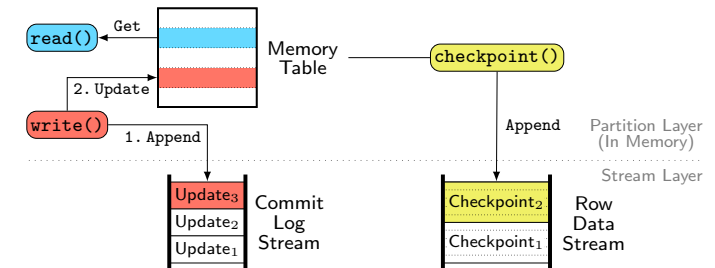 Get
read()
Memory
Table
checkpoint()
2. Update
write()
1. Append
Append
Partition Layer
(In Memory)
Stream Layer
Update₃
Update₂
Update₁
Commit
Log
Stream
Checkpoint₂
Checkpoint₁
Row
Data
Stream